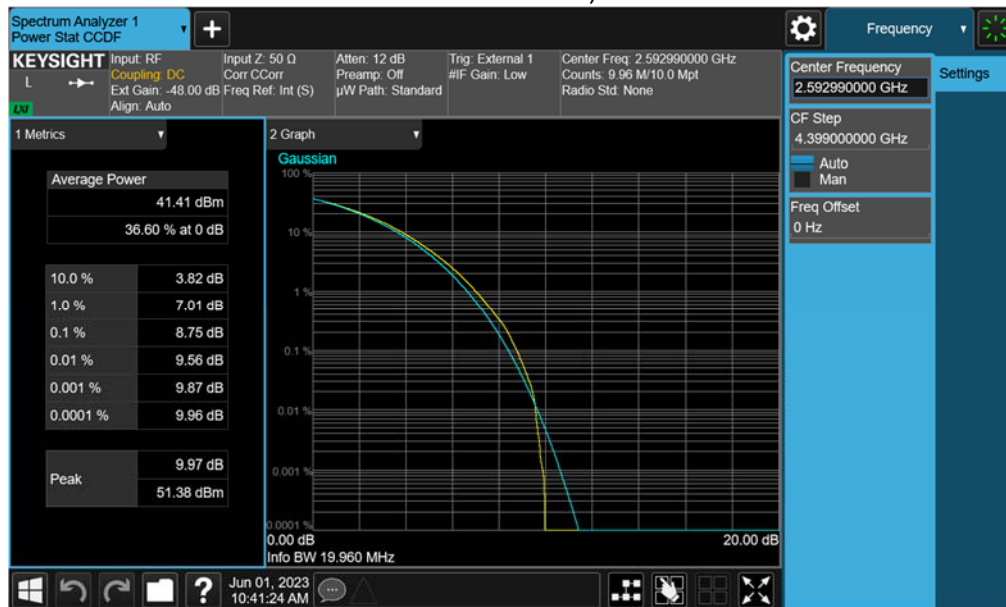 Spectrum Analyzer 1
Power Stat CCDF
+
Frequency
KEYSIGHT
L
LXI
Input: RF
Coupling: DC
Ext Gain: -48.00 dB
Align: Auto
Input Z: 50 Ω
Corr CCorr
Freq Ref: Int (S)
Atten: 12 dB
Preamp: Off
µW Path: Standard
Trig: External 1
#IF Gain: Low
Center Freq: 2.592990000 GHz
Counts: 9.96 M/10.0 Mpt
Radio Std: None
Center Frequency
2.592990000 GHz
Settings
CF Step
4.399000000 GHz
Auto
Man
Freq Offset
0 Hz
1 Metrics
Average Power
41.41 dBm
36.60 % at 0 dB
10.0 % 3.82 dB
1.0 % 7.01 dB
0.1 % 8.75 dB
0.01 % 9.56 dB
0.001 % 9.87 dB
0.0001 % 9.96 dB
Peak
9.97 dB
51.38 dBm
2 Graph
Gaussian
100 %
10 %
1 %
0.1 %
0.01 %
0.001 %
0.0001 %
0.00 dB
20.00 dB
Info BW 19.960 MHz
?
Jun 01, 2023
10:41:24 AM